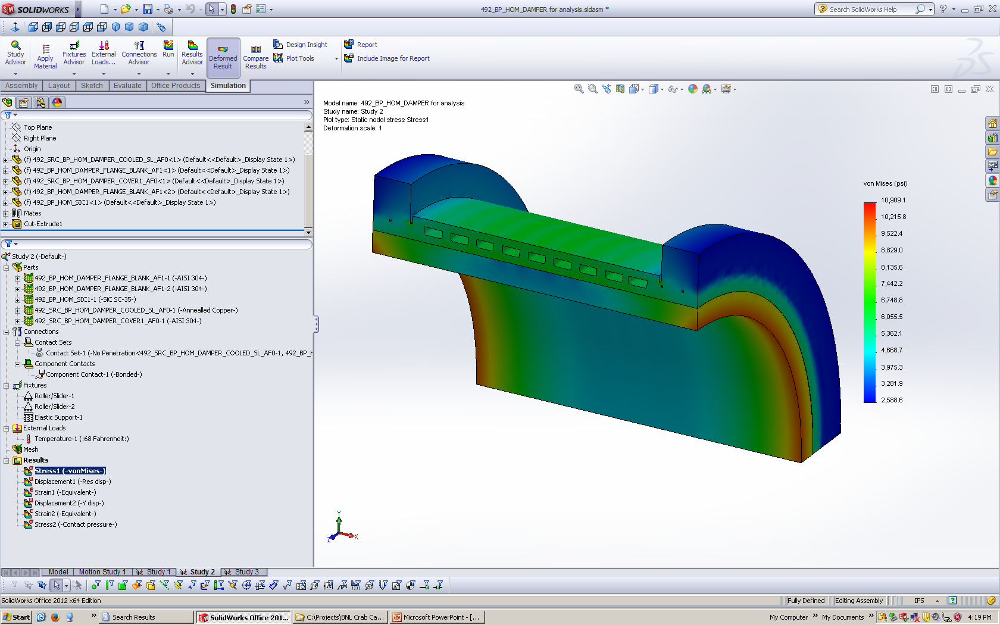 SOLIDWORKS
492_BP_HOM_DAMPER for analysis.sldasm *
Search SolidWorks Help
Study Advisor
Apply Material
Fixtures Advisor
External Loads...
Connections Advisor
Run
Results Advisor
Deformed Result
Compare Results
Design Insight
Plot Tools
Report
Include Image for Report
Assembly
Layout
Sketch
Evaluate
Office Products
Simulation
Top Plane
Right Plane
Origin
(f) 492_SRC_BP_HOM_DAMPER_COOLED_SL_AF0<1> (Default<<Default>_Display State 1>)
(f) 492_BP_HOM_DAMPER_FLANGE_BLANK_AF1<1> (Default<<Default>_Display State 1>)
(f) 492_SRC_BP_HOM_DAMPER_COVER1_AF0<1> (Default<<Default>_Display State 1>)
(f) 492_BP_HOM_DAMPER_FLANGE_BLANK_AF1<2> (Default<<Default>_Display State 1>)
(f) 492_BP_HOM_SIC1<1> (Default<<Default>_Display State 1>)
Mates
Cut-Extrude1
Study 2 (-Default-)
Parts
492_BP_HOM_DAMPER_FLANGE_BLANK_AF1-1 (-AISI 304-)
492_BP_HOM_DAMPER_FLANGE_BLANK_AF1-2 (-AISI 304-)
492_BP_HOM_SIC1-1 (-SiC SC-35-)
492_SRC_BP_HOM_DAMPER_COOLED_SL_AF0-1 (-Annealled Copper-)
492_SRC_BP_HOM_DAMPER_COVER1_AF0-1 (-AISI 304-)
Connections
Contact Sets
Contact Set-1 (-No Penetration<492_SRC_BP_HOM_DAMPER_COOLED_SL_AF0-1, 492_BP_H
Component Contacts
Component Contact-1 (-Bonded-)
Fixtures
Roller/Slider-1
Roller/Slider-2
Elastic Support-1
External Loads
Temperature-1 (:68 Fahrenheit:)
Mesh
Results
Stress1 (-vonMises-)
Displacement1 (-Res disp-)
Strain1 (-Equivalent-)
Displacement2 (-Y disp-)
Strain2 (-Equivalent-)
Stress2 (-Contact pressure-)
Model name: 492_BP_HOM_DAMPER for analysis
Study name: Study 2
Plot type: Static nodal stress Stress1
Deformation scale: 1
von Mises (psi)
10,909.1
10,215.8
9,522.4
8,829.0
8,135.6
7,442.2
6,748.8
6,055.5
5,362.1
4,668.7
3,975.3
3,281.9
2,588.6
Y
X
Z
Model
Motion Study 1
Study 1
Study 2
Study 3
SolidWorks Office 2012 x64 Edition
Fully Defined
Editing Assembly
IPS
Start
Search Results
SolidWorks Office 201...
C:\Projects\BNL Crab Ca...
Microsoft PowerPoint - [...
My Computer
My Documents
4:19 PM